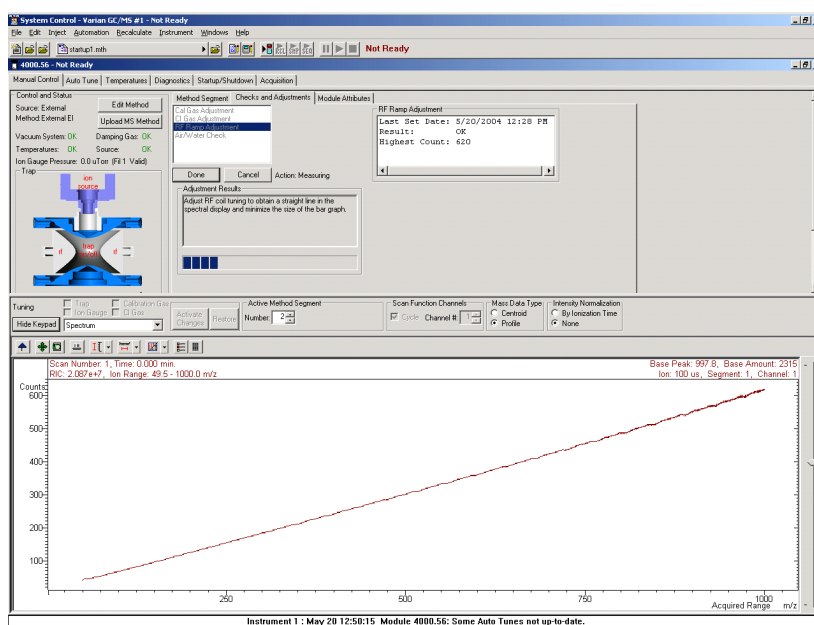 System Control - Varian GC/MS #1 - Not Ready
File Edit Inject Automation Recalculate Instrument Windows Help
startup1.mth
Not Ready
4000.56 - Not Ready
Manual Control Auto Tune Temperatures Diagnostics Startup/Shutdown Acquisition
Control and Status
Source: External
Method:External EI
Edit Method
Upload MS Method
Vacuum System: OK Damping Gas: OK
Temperatures: OK Source: OK
Ion Gauge Pressure: 0.0 uTorr (Fil 1 Valid)
Trap
ion
source
trap
on/off
rf rf
Method Segment Checks and Adjustments Module Attributes
Cal Gas Adjustment
CI Gas Adjustment
RF Ramp Adjustment
Air/Water Check
Done Cancel Action: Measuring
Adjustment Results
Adjust RF coil tuning to obtain a straight line in the
spectral display and minimize the size of the bar graph.
RF Ramp Adjustment
Last Set Date: 5/20/2004 12:28 PM
Result: OK
Highest Count: 620
Tuning
Trap Calibration Gas
Ion Gauge CI Gas
Hide Keypad Spectrum
Activate
Changes
Restore
Active Method Segment
Number: 2
Scan Function Channels
Cycle Channel #: 1
Mass Data Type
Centroid
Profile
Intensity Normalization
By Ionization Time
None
Scan Number: 1, Time: 0.000 min.
RIC: 2.087e+7, Ion Range: 49.5 - 1000.0 m/z
Base Peak: 997.8, Base Amount: 2315
Ion: 100 us, Segment: 1, Channel: 1
Counts
600
500
400
300
200
100
250 500 750 1000
Acquired Range m/z
Instrument 1 : May 20 12:50:15 Module 4000.56: Some Auto Tunes not up-to-date.